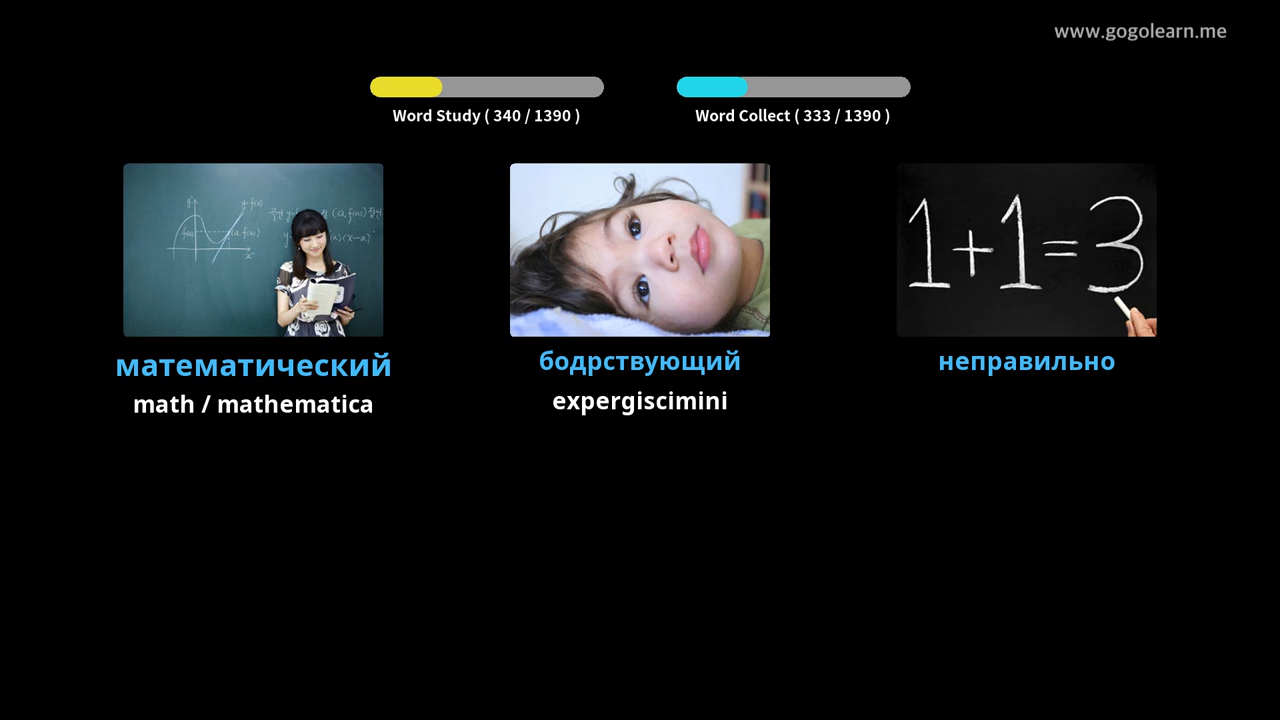 www.gogolearn.me
Word Study ( 340 / 1390 )
Word Collect ( 333 / 1390 )
1+1=3
математический
math / mathematica
бодрствующий
expergiscimini
неправильно